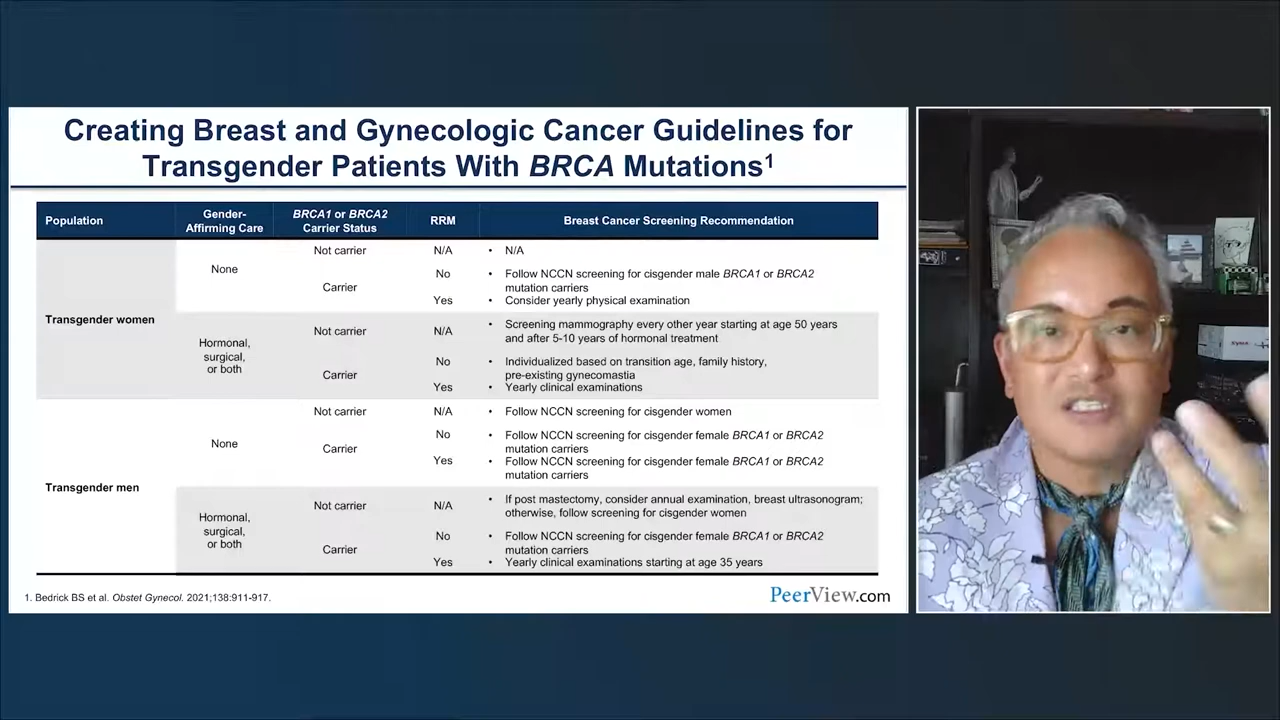 Creating Breast and Gynecologic Cancer Guidelines for
Transgender Patients With BRCA Mutations1
Population
Gender-
Affirming Care
BRCA1 or BRCA2
Carrier Status
RRM
Breast Cancer Screening Recommendation
Transgender women
None
Not carrier
N/A
• N/A
Carrier
No
• Follow NCCN screening for cisgender male BRCA1 or BRCA2
mutation carriers
Yes
• Consider yearly physical examination
Hormonal,
surgical,
or both
Not carrier
N/A
• Screening mammography every other year starting at age 50 years
and after 5-10 years of hormonal treatment
Carrier
No
• Individualized based on transition age, family history,
pre-existing gynecomastia
Yes
• Yearly clinical examinations
Transgender men
None
Not carrier
N/A
• Follow NCCN screening for cisgender women
Carrier
No
• Follow NCCN screening for cisgender female BRCA1 or BRCA2
mutation carriers
Yes
• Follow NCCN screening for cisgender female BRCA1 or BRCA2
mutation carriers
Hormonal,
surgical,
or both
Not carrier
N/A
• If post mastectomy, consider annual examination, breast ultrasonogram;
otherwise, follow screening for cisgender women
Carrier
No
• Follow NCCN screening for cisgender female BRCA1 or BRCA2
mutation carriers
Yes
• Yearly clinical examinations starting at age 35 years
1. Bedrick BS et al. Obstet Gynecol. 2021;138:911-917.
PeerView.com